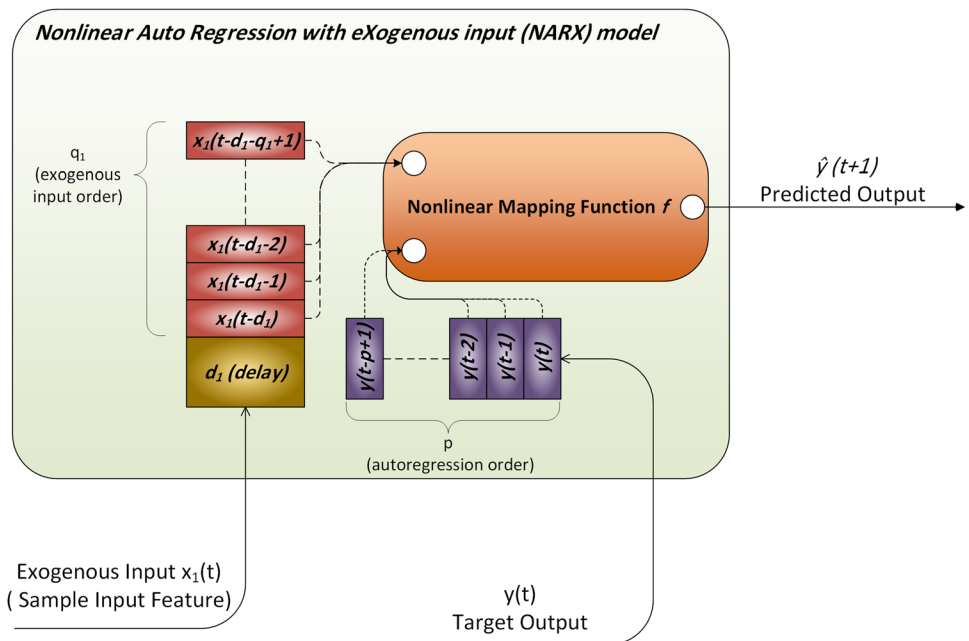 Nonlinear Auto Regression with eXogenous input (NARX) model
x₁(t-d₁-q₁+1)
q₁
(exogenous
input order)
x₁(t-d₁-2)
x₁(t-d₁-1)
x₁(t-d₁)
d₁ (delay)
Nonlinear Mapping Function f
ŷ (t+1)
Predicted Output
y(t-p+1)
y(t-2)
y(t-1)
y(t)
p
(autoregression order)
Exogenous Input x₁(t)
( Sample Input Feature)
y(t)
Target Output